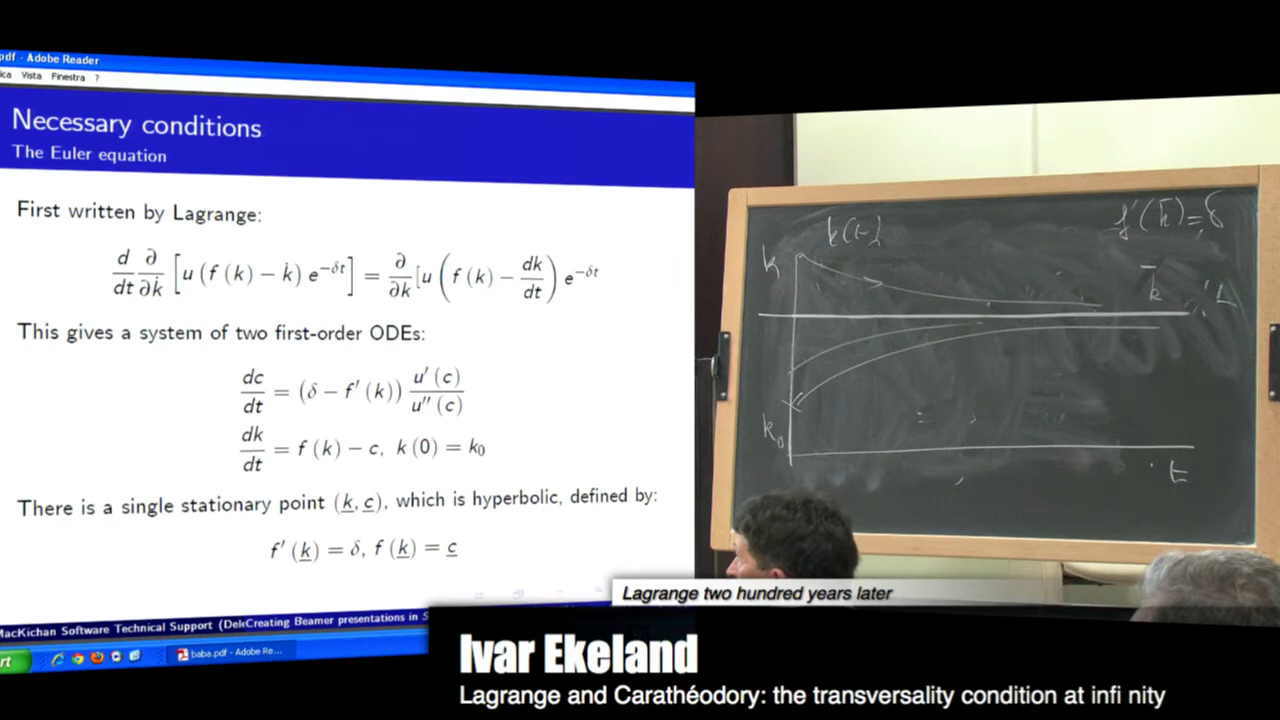 pdf - Adobe Reader
ica Vista Finestra ?
Necessary conditions
The Euler equation
First written by Lagrange:
d/dt ∂/∂k̇ [u (f (k) − k̇) e^{−δt}] = ∂/∂k [u (f (k) − dk/dt) e^{−δt}
This gives a system of two first-order ODEs:
dc/dt = (δ − f′ (k)) u′ (c)/u″ (c)
dk/dt = f (k) − c, k (0) = k₀
There is a single stationary point (k, c), which is hyperbolic, defined by:
f′ (k) = δ, f (k) = c
MacKichan Software Technical Support (DekCreating Beamer presentations in S
rt
baba.pdf - Adobe Re...
f′(k̄)=δ
k(t)
k
k̄
k₀
t
Lagrange two hundred years later
Ivar Ekeland
Lagrange and Carathéodory: the transversality condition at infi nity